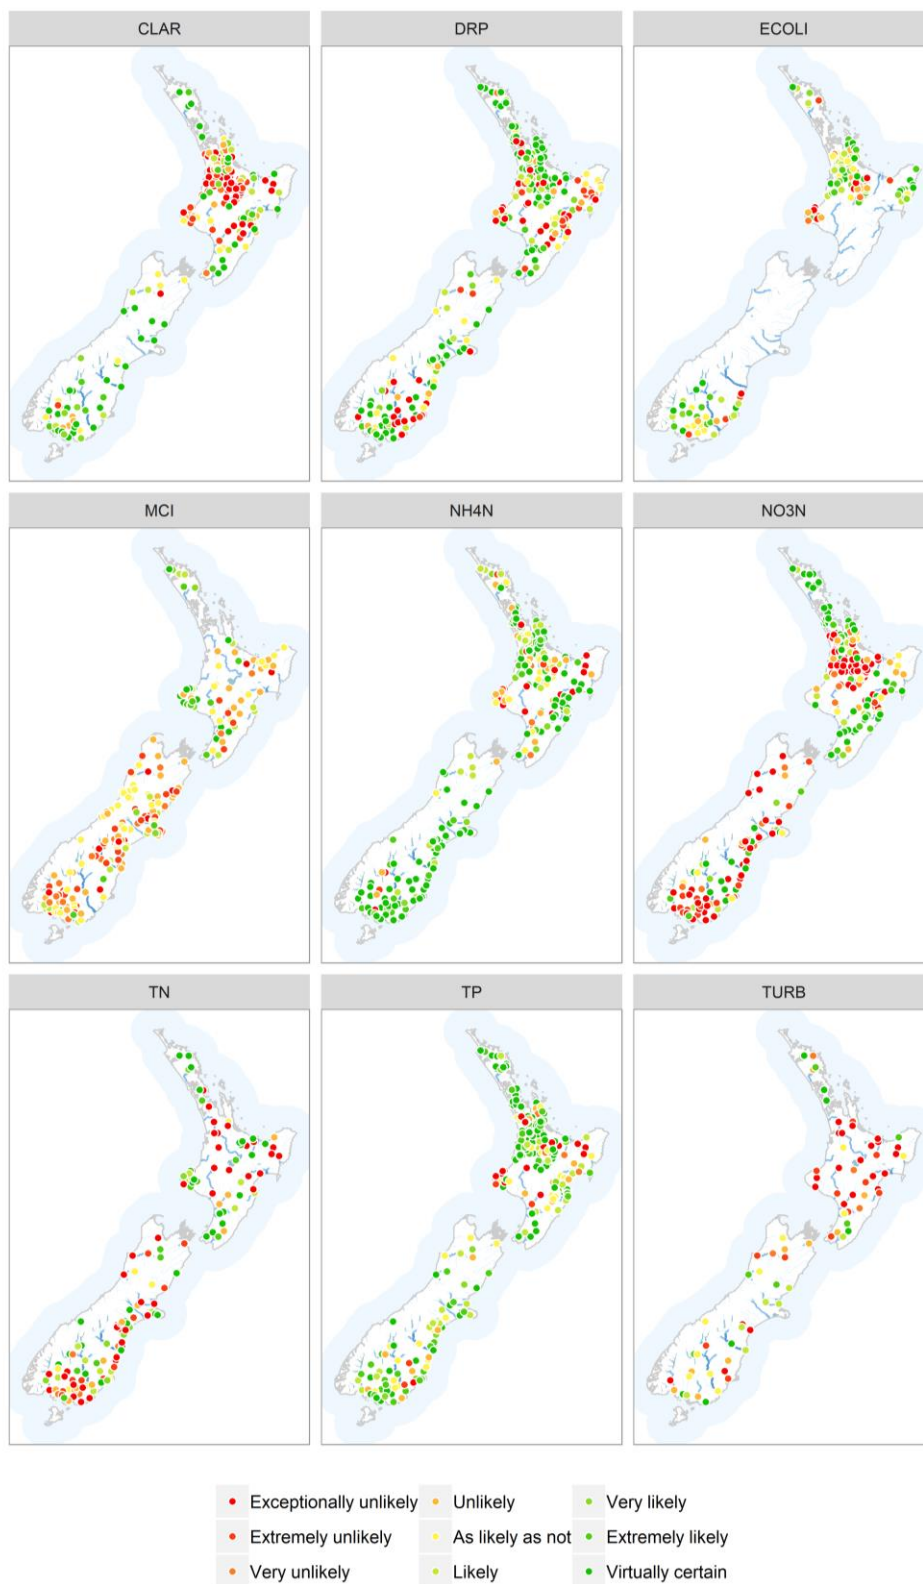 CLAR DRP ECOLI
MCI NH4N NO3N
TN TP TURB
Exceptionally unlikely Unlikely Very likely
Extremely unlikely As likely as not Extremely likely
Very unlikely Likely Virtually certain